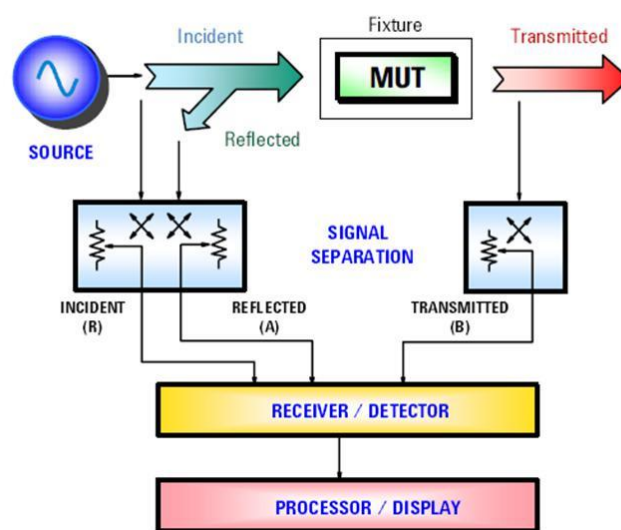 Incident
Fixture
Transmitted
MUT
SOURCE
Reflected
SIGNAL
SEPARATION
INCIDENT
(R)
REFLECTED
(A)
TRANSMITTED
(B)
RECEIVER / DETECTOR
PROCESSOR / DISPLAY